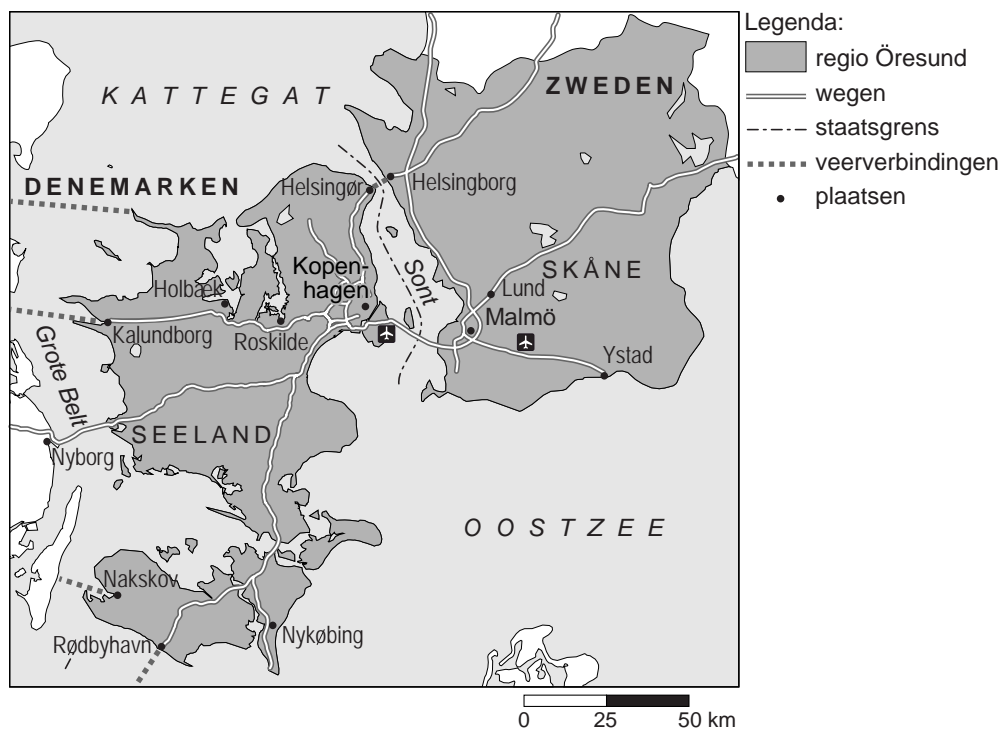 Legenda:
regio Öresund
wegen
staatsgrens
veerverbindingen
plaatsen
KATTEGAT
ZWEDEN
DENEMARKEN
Helsingør
Helsingborg
Sont
SKÅNE
Kopen-
hagen
Holbæk
Lund
Malmö
Kalundborg
Roskilde
Ystad
Grote Belt
SEELAND
Nyborg
OOSTZEE
Nakskov
Nykøbing
Rødbyhavn
0 25 50 km